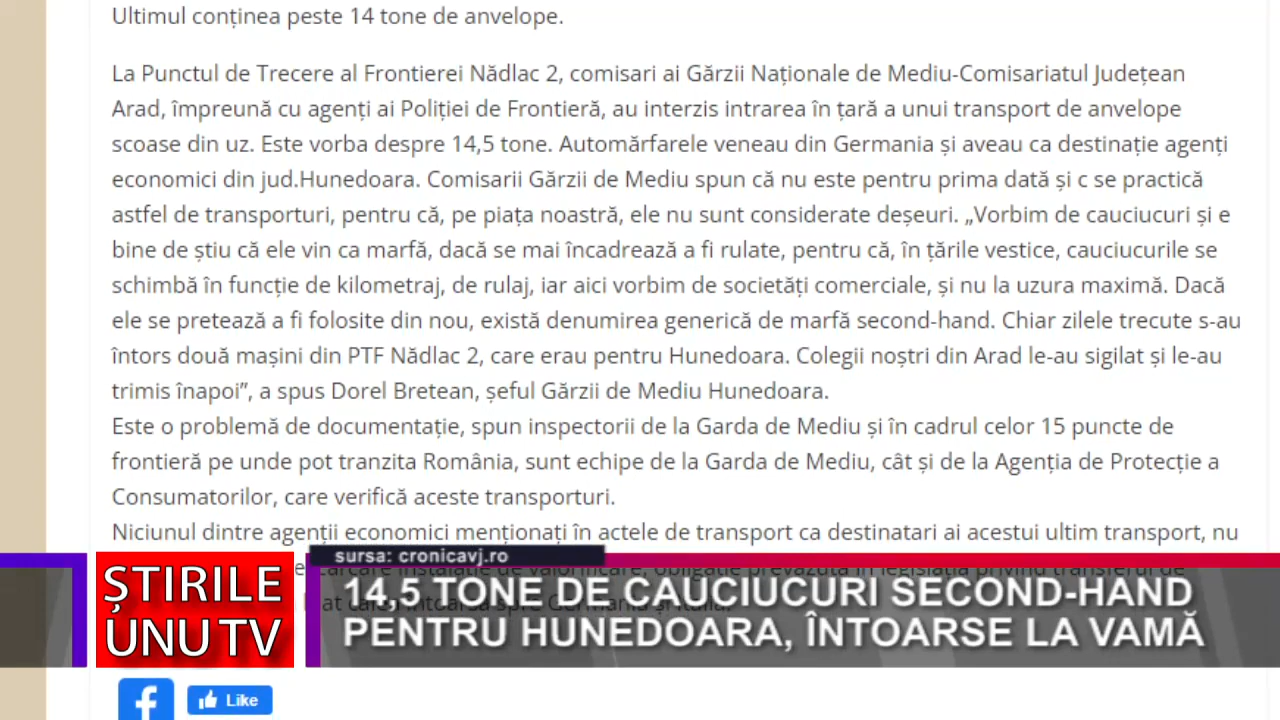 Ultimul conținea peste 14 tone de anvelope.
La Punctul de Trecere al Frontierei Nădlac 2, comisari ai Gărzii Naționale de Mediu-Comisariatul Județean
Arad, împreună cu agenți ai Poliției de Frontieră, au interzis intrarea în țară a unui transport de anvelope
scoase din uz. Este vorba despre 14,5 tone. Automărfarele veneau din Germania și aveau ca destinație agenți
economici din jud.Hunedoara. Comisarii Gărzii de Mediu spun că nu este pentru prima dată și c se practică
astfel de transporturi, pentru că, pe piața noastră, ele nu sunt considerate deșeuri. „Vorbim de cauciucuri și e
bine de știu că ele vin ca marfă, dacă se mai încadrează a fi rulate, pentru că, în țările vestice, cauciucurile se
schimbă în funcție de kilometraj, de rulaj, iar aici vorbim de societăți comerciale, și nu la uzura maximă. Dacă
ele se pretează a fi folosite din nou, există denumirea generică de marfă second-hand. Chiar zilele trecute s-au
întors două mașini din PTF Nădlac 2, care erau pentru Hunedoara. Colegii noștri din Arad le-au sigilat și le-au
trimis înapoi”, a spus Dorel Bretean, șeful Gărzii de Mediu Hunedoara.
Este o problemă de documentație, spun inspectorii de la Garda de Mediu și în cadrul celor 15 puncte de
frontieră pe unde pot tranzita România, sunt echipe de la Garda de Mediu, cât și de la Agenția de Protecție a
Consumatorilor, care verifică aceste transporturi.
Niciunul dintre agenții economici menționați în actele de transport ca destinatari ai acestui ultim transport, nu
sursa: cronicavj.ro
instalație de valorificare, obligație prevăzută în legislația privind transferul de
ȘTIRILE
UNU TV
14,5 TONE DE CAUCIUCURI SECOND-HAND
PENTRU HUNEDOARA, ÎNTOARSE LA VAMĂ
Like